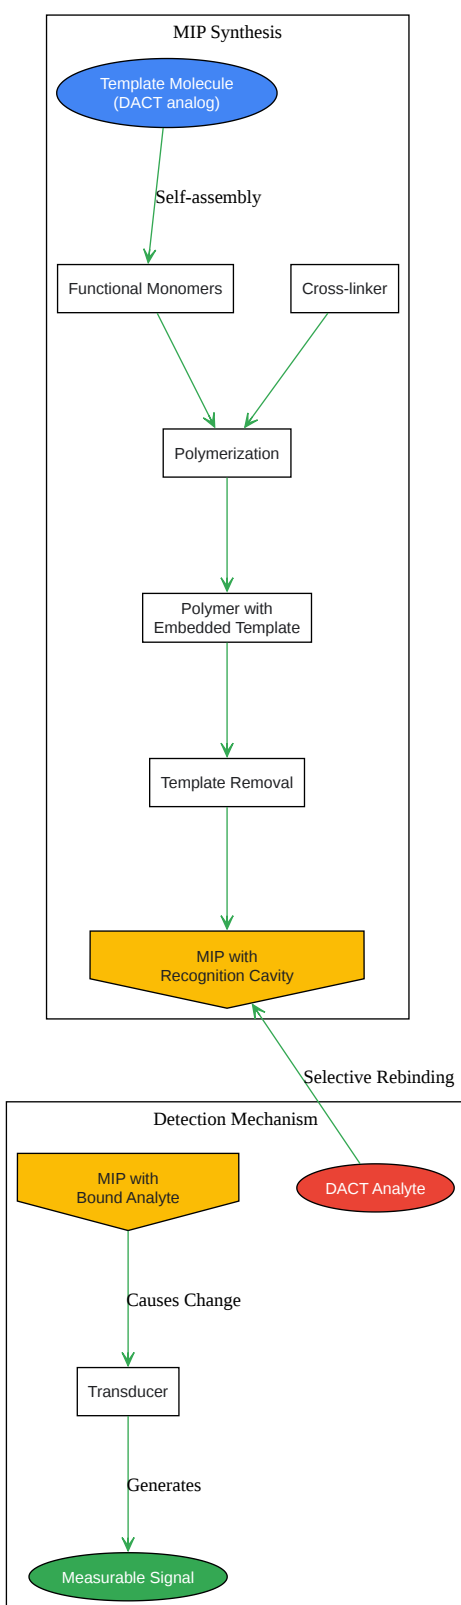 MIP Synthesis
Template Molecule
(DACT analog)
Self-assembly
Functional Monomers
Cross-linker
Polymerization
Polymer with
Embedded Template
Template Removal
MIP with
Recognition Cavity
Selective Rebinding
Detection Mechanism
MIP with
Bound Analyte
DACT Analyte
Causes Change
Transducer
Generates
Measurable Signal